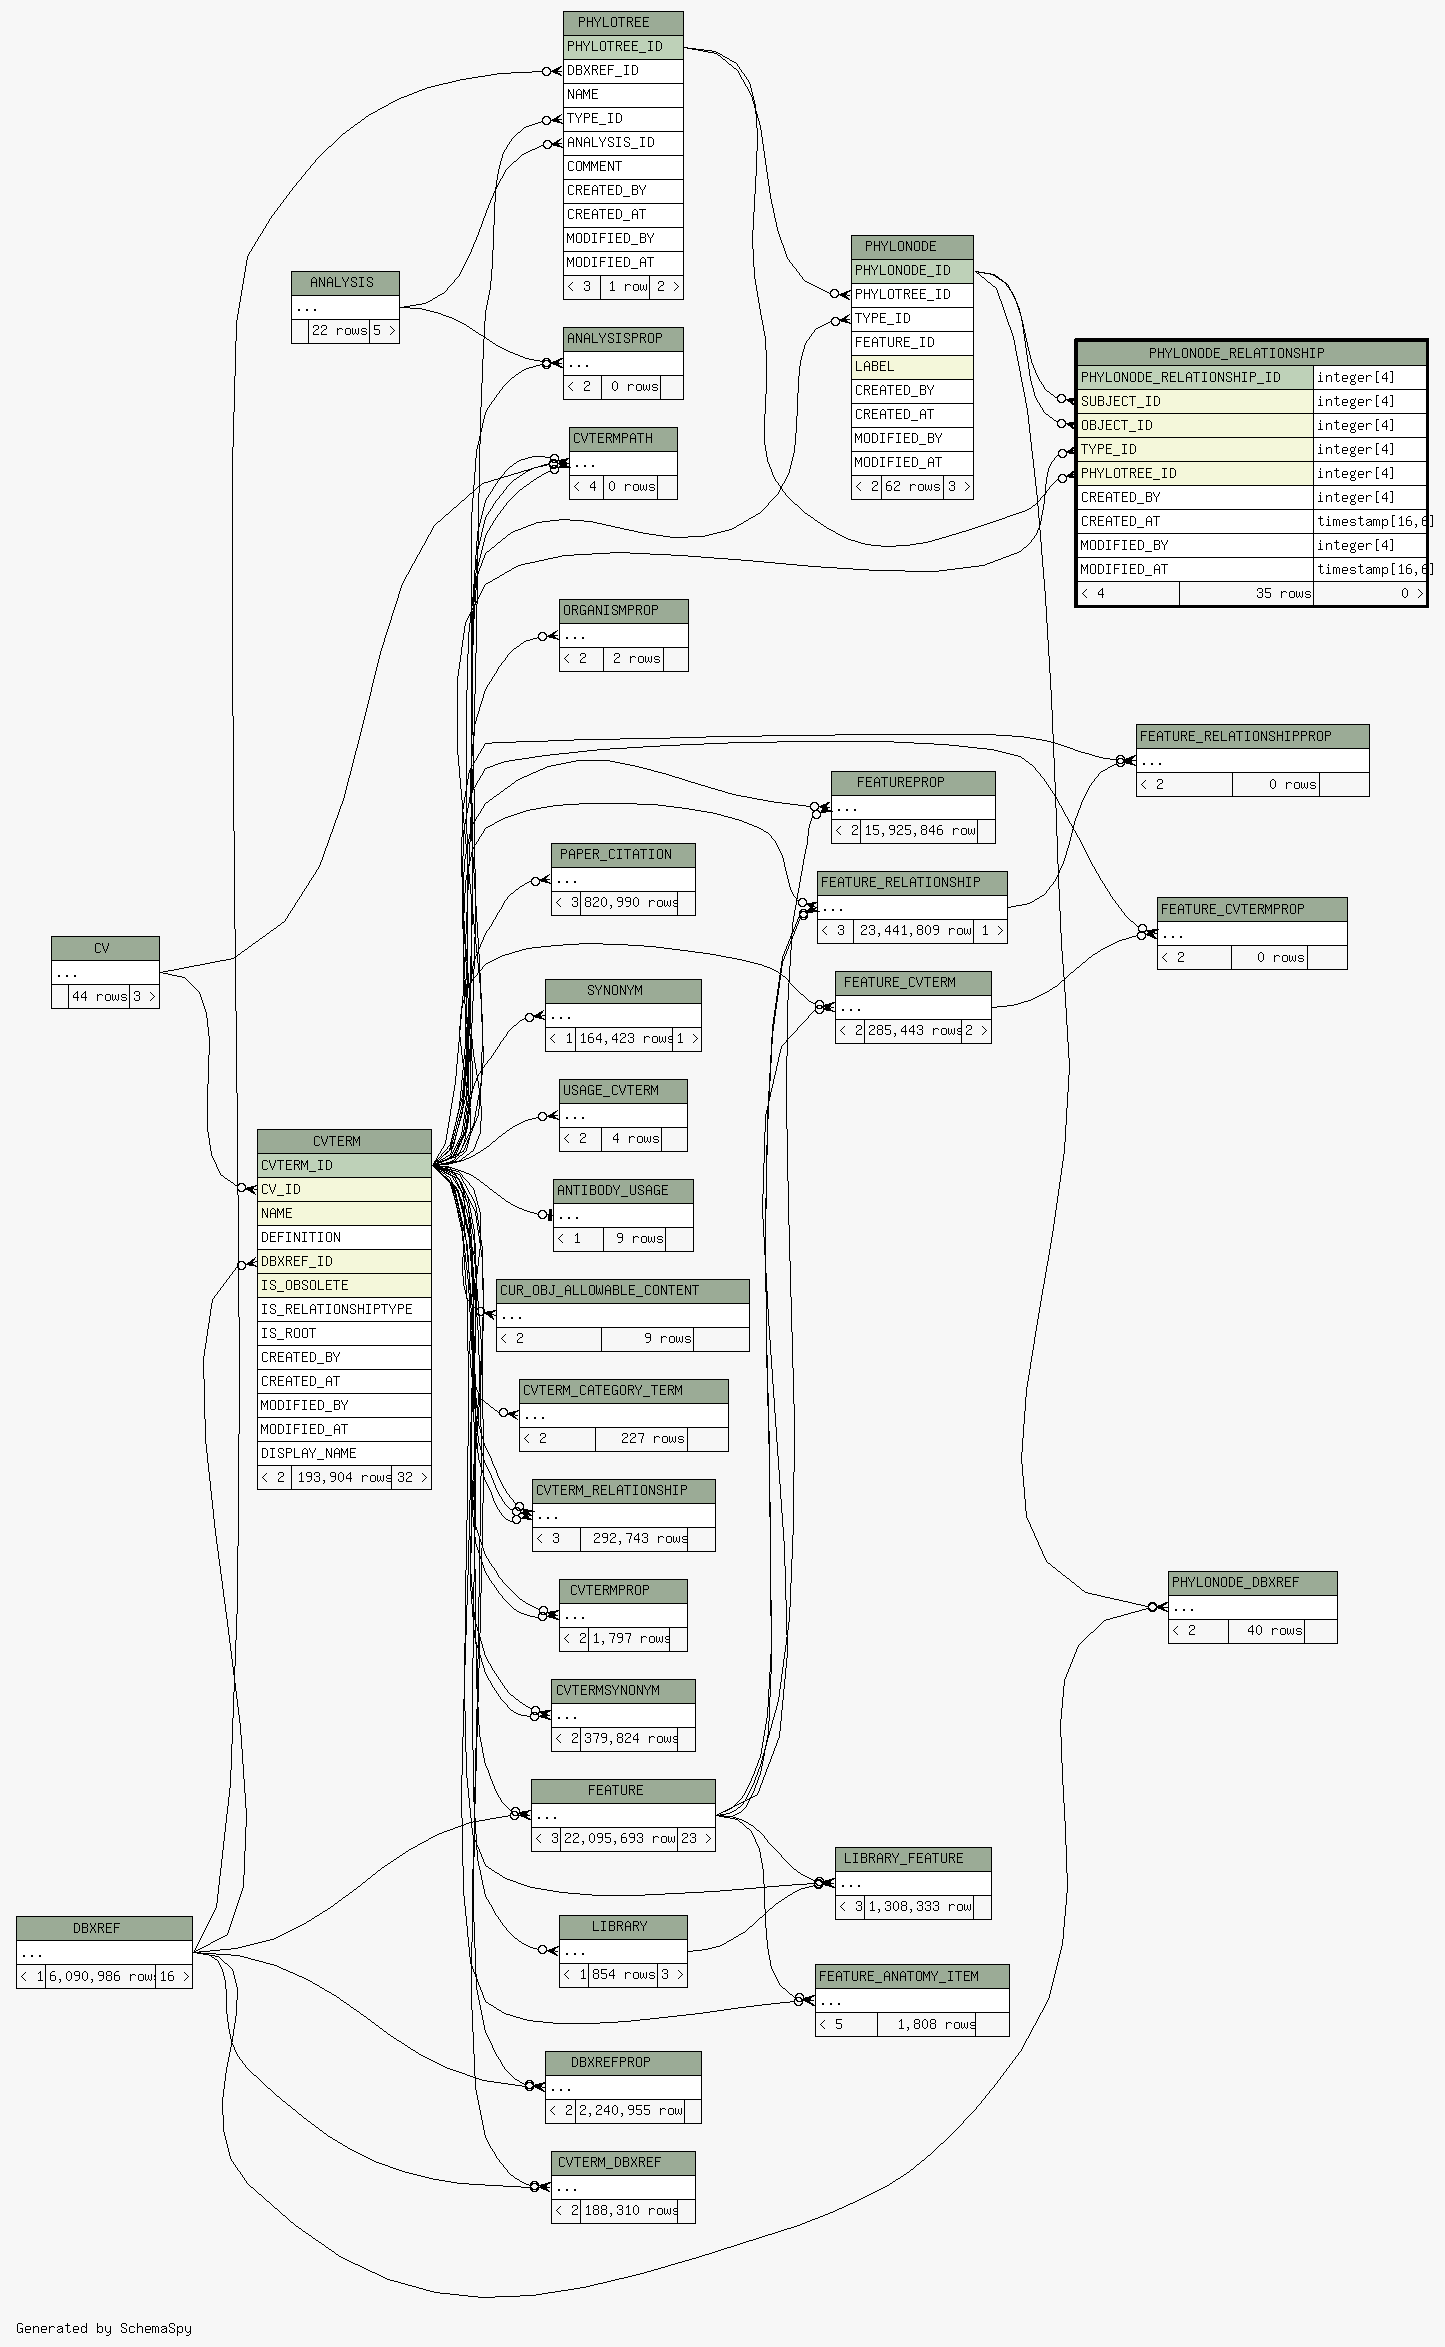 PHYLOTREE
PHYLOTREE_ID
DBXREF_ID
NAME
TYPE_ID
ANALYSIS_ID
COMMENT
CREATED_BY
CREATED_AT
MODIFIED_BY
MODIFIED_AT
< 3 1 row 2 >
PHYLONODE
PHYLONODE_ID
PHYLOTREE_ID
TYPE_ID
FEATURE_ID
LABEL
CREATED_BY
CREATED_AT
MODIFIED_BY
MODIFIED_AT
< 2 62 rows 3 >
ANALYSIS
...
22 rows 5 >
ANALYSISPROP
...
< 2 0 rows
PHYLONODE_RELATIONSHIP
PHYLONODE_RELATIONSHIP_ID integer[4]
SUBJECT_ID integer[4]
OBJECT_ID integer[4]
TYPE_ID integer[4]
PHYLOTREE_ID integer[4]
CREATED_BY integer[4]
CREATED_AT timestamp[16,6]
MODIFIED_BY integer[4]
MODIFIED_AT timestamp[16,6]
< 4 35 rows 0 >
CVTERMPATH
...
< 4 0 rows
ORGANISMPROP
...
< 2 2 rows
FEATURE_RELATIONSHIPPROP
...
< 2 0 rows
FEATUREPROP
...
< 2 15,925,846 row
PAPER_CITATION
...
< 3 820,990 rows
FEATURE_RELATIONSHIP
...
< 3 23,441,809 row 1 >
FEATURE_CVTERMPROP
...
< 2 0 rows
CV
...
44 rows 3 >
SYNONYM
...
< 1 164,423 rows 1 >
FEATURE_CVTERM
...
< 2 285,443 rows 2 >
USAGE_CVTERM
...
< 2 4 rows
CVTERM
CVTERM_ID
CV_ID
NAME
DEFINITION
DBXREF_ID
IS_OBSOLETE
IS_RELATIONSHIPTYPE
IS_ROOT
CREATED_BY
CREATED_AT
MODIFIED_BY
MODIFIED_AT
DISPLAY_NAME
< 2 193,904 rows 32 >
ANTIBODY_USAGE
...
< 1 9 rows
CUR_OBJ_ALLOWABLE_CONTENT
...
< 2 9 rows
CVTERM_CATEGORY_TERM
...
< 2 227 rows
CVTERM_RELATIONSHIP
...
< 3 292,743 rows
CVTERMPROP
...
< 2 1,797 rows
PHYLONODE_DBXREF
...
< 2 40 rows
CVTERMSYNONYM
...
< 2 379,824 rows
FEATURE
...
< 3 22,095,693 row 23 >
LIBRARY_FEATURE
...
< 3 1,308,333 row
DBXREF
...
< 1 6,090,986 row 16 >
LIBRARY
...
< 1 854 rows 3 >
FEATURE_ANATOMY_ITEM
...
< 5 1,808 rows
DBXREFPROP
...
< 2 2,240,955 row
CVTERM_DBXREF
...
< 2 188,310 rows
Generated by SchemaSpy